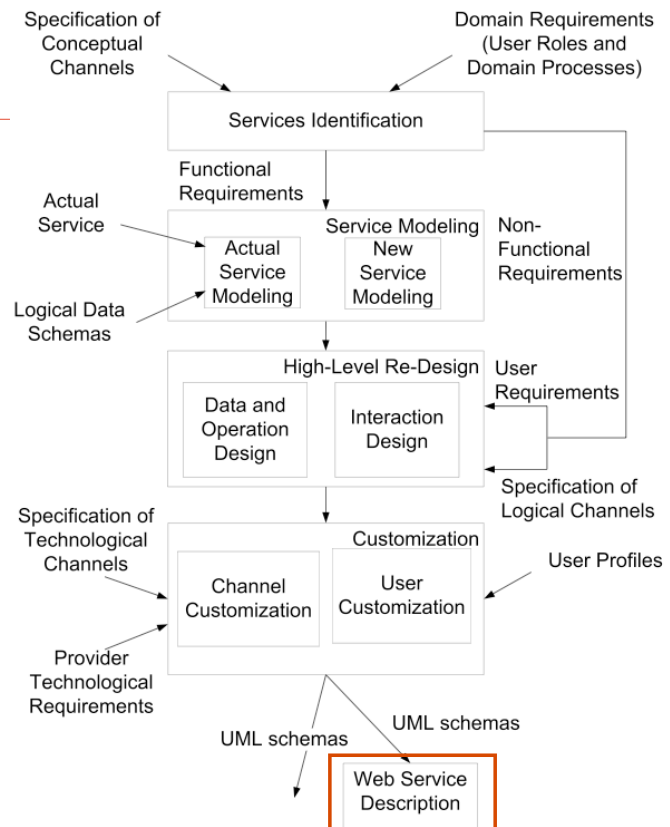 Specification of
Conceptual
Channels
Domain Requirements
(User Roles and
Domain Processes)
Services Identification
Functional
Requirements
Actual
Service
Service Modeling
Actual
Service
Modeling
New
Service
Modeling
Non-
Functional
Requirements
Logical Data
Schemas
High-Level Re-Design
Data and
Operation
Design
Interaction
Design
User
Requirements
Specification of
Logical Channels
Specification of
Technological
Channels
Customization
Channel
Customization
User
Customization
User Profiles
Provider
Technological
Requirements
UML schemas
UML schemas
Web Service
Description